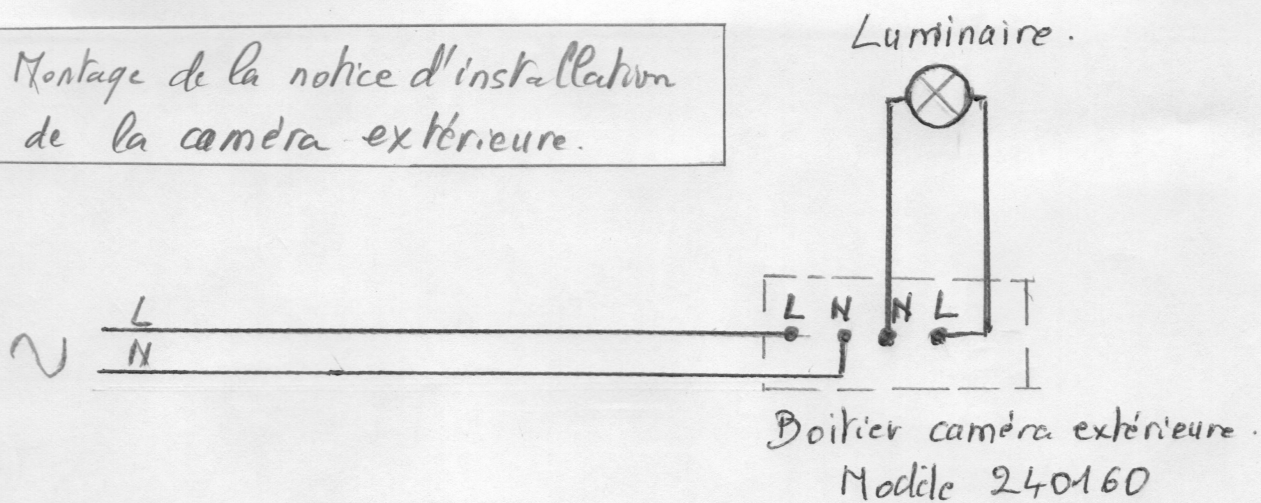 Montage de la notice d'installation
de la caméra extérieure.
Luminaire.
L
N
L N N L
Boitier caméra extérieure.
Modèle 240160